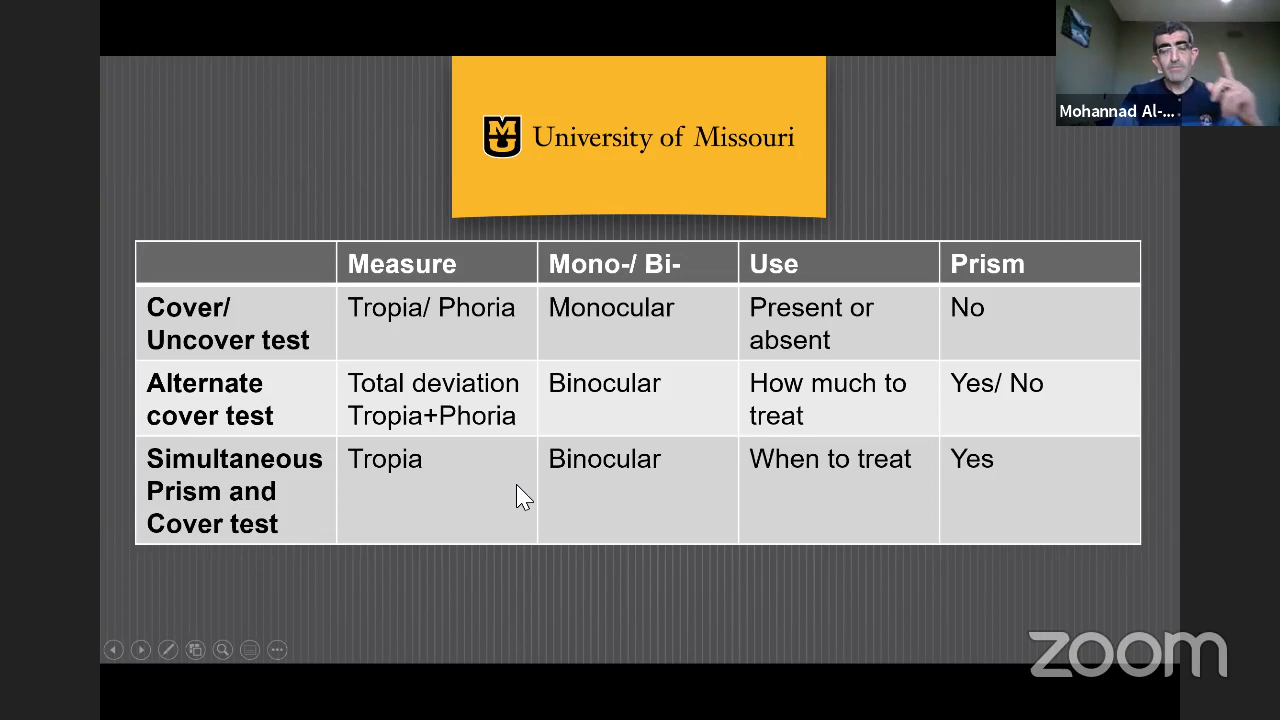 Mohannad Al-...
MU
University of Missouri
Measure Mono-/ Bi- Use Prism
Cover/ Tropia/ Phoria Monocular Present or No
Uncover test absent
Alternate Total deviation Binocular How much to Yes/ No
cover test Tropia+Phoria treat
Simultaneous Tropia Binocular When to treat Yes
Prism and
Cover test
zoom